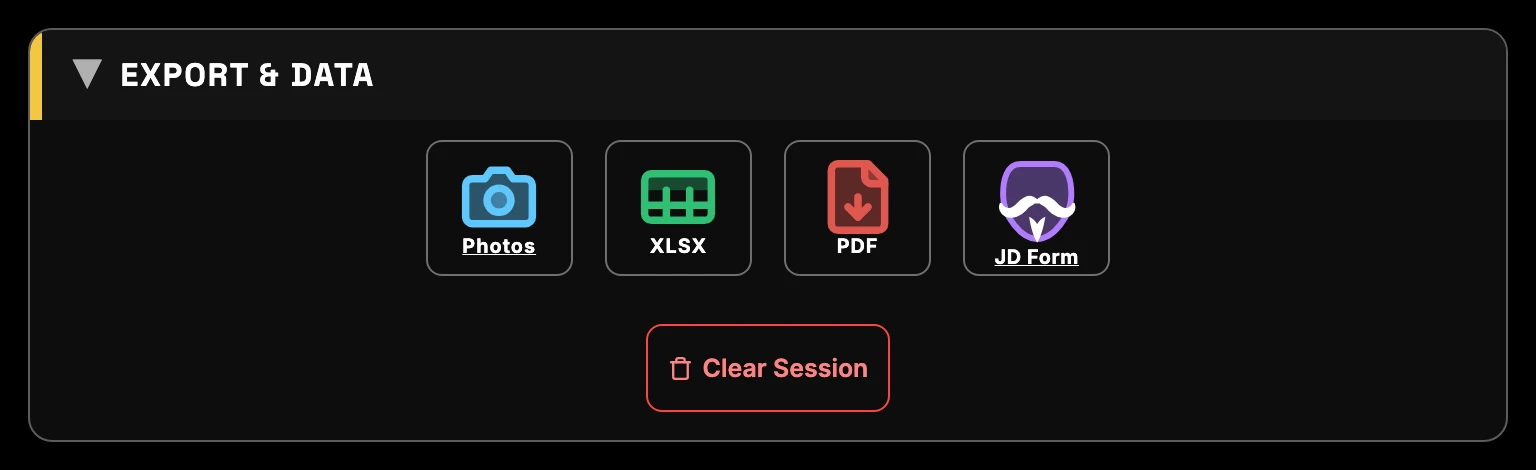 EXPORT & DATA
Photos
XLSX
PDF
JD Form
Clear Session